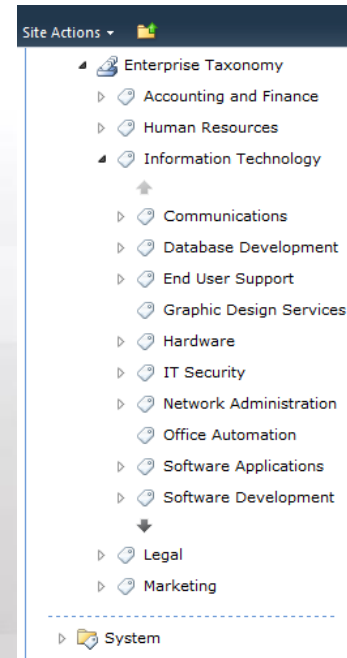 Site Actions
Enterprise Taxonomy
Accounting and Finance
Human Resources
Information Technology
Communications
Database Development
End User Support
Graphic Design Services
Hardware
IT Security
Network Administration
Office Automation
Software Applications
Software Development
Legal
Marketing
System